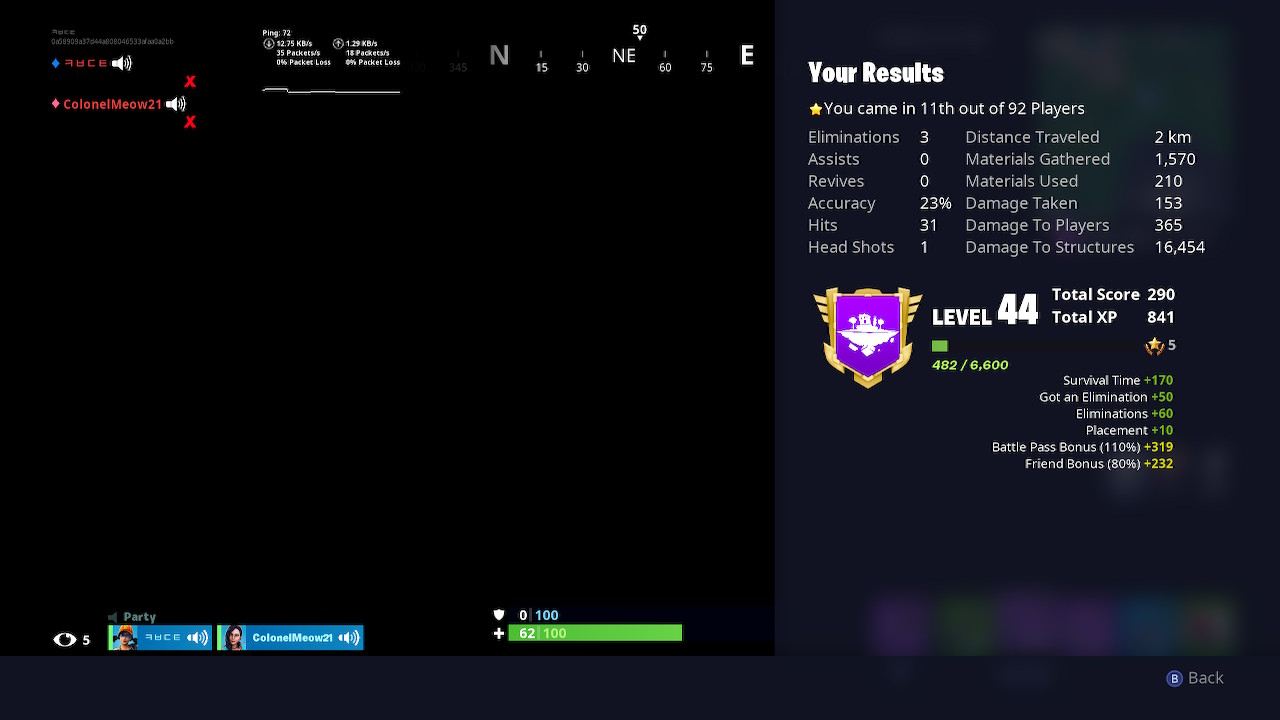 ㅋㅂㄷㅌ
0a58909a37d44a808046533afaa0a2bb
ㅋㅂㄷㅌ
X
ColonelMeow21
X
Ping: 72
12.75 KB/s 1.29 KB/s
35 Packets/s 18 Packets/s
0% Packet Loss 0% Packet Loss
50
345 N 15 30 NE 60 75 E
Your Results
You came in 11th out of 92 Players
Eliminations 3 Distance Traveled 2 km
Assists 0 Materials Gathered 1,570
Revives 0 Materials Used 210
Accuracy 23% Damage Taken 153
Hits 31 Damage To Players 365
Head Shots 1 Damage To Structures 16,454
LEVEL 44
Total Score 290
Total XP 841
5
482 / 6,600
Survival Time +170
Got an Elimination +50
Eliminations +60
Placement +10
Battle Pass Bonus (110%) +319
Friend Bonus (80%) +232
Party
5
ㅋㅂㄷㅌ ColonelMeow21
0 | 100
62 | 100
B Back